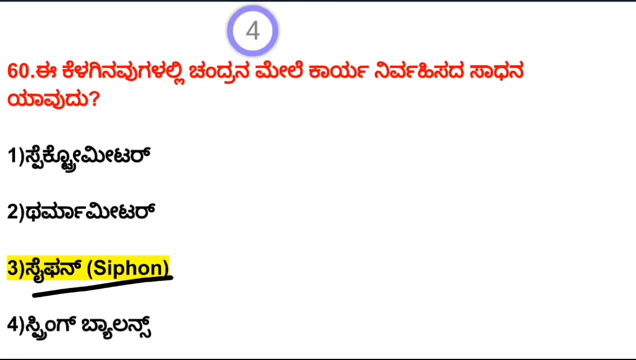 4
60.ಈ ಕೆಳಗಿನವುಗಳಲ್ಲಿ ಚಂದ್ರನ ಮೇಲೆ ಕಾರ್ಯ ನಿರ್ವಹಿಸದ ಸಾಧನ
ಯಾವುದು?
1)ಸ್ಪೆಕ್ಟ್ರೋಮೀಟರ್
2)ಥರ್ಮಾಮೀಟರ್
3)ಸೈಫನ್ (Siphon)
4)ಸ್ಪ್ರಿಂಗ್ ಬ್ಯಾಲನ್ಸ್